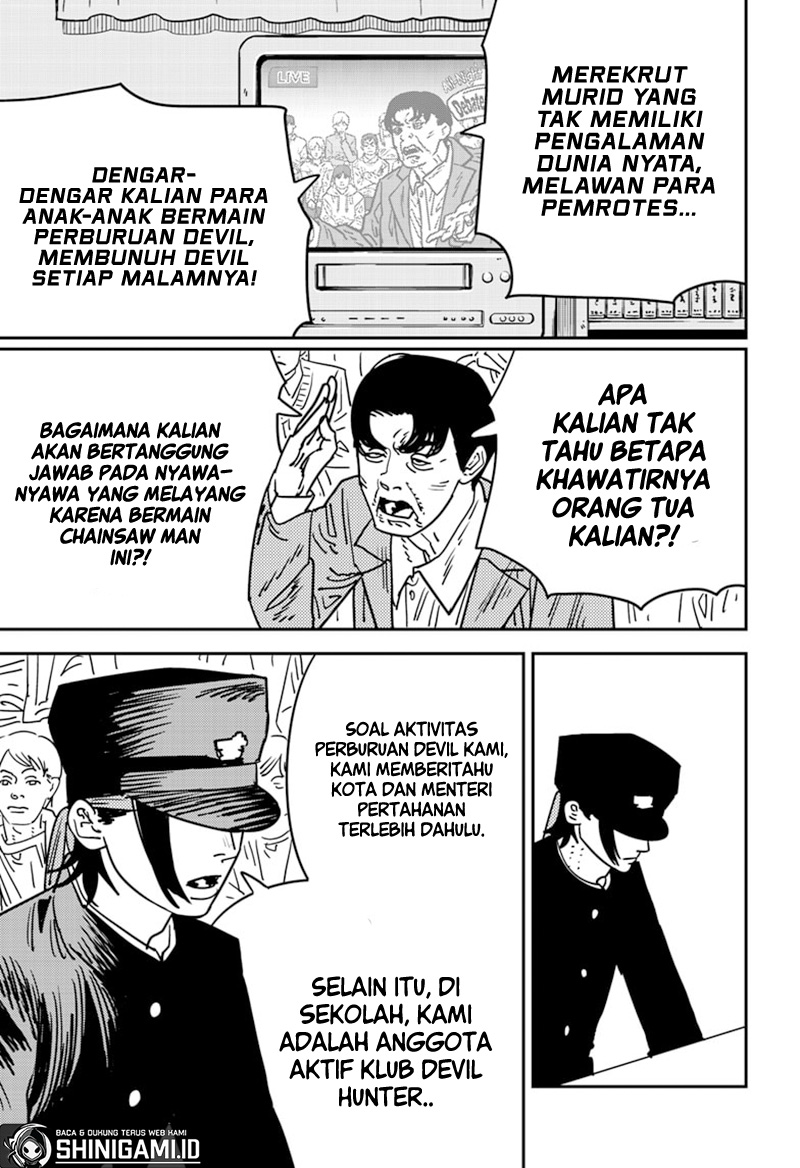 LIVE
All-Night
Debate
MEREKRUT
MURID YANG
TAK MEMILIKI
PENGALAMAN
DUNIA NYATA,
MELAWAN PARA
PEMROTES...
DENGAR-
DENGAR KALIAN PARA
ANAK-ANAK BERMAIN
PERBURUAN DEVIL,
MEMBUNUH DEVIL
SETIAP MALAMNYA!
APA
KALIAN TAK
TAHU BETAPA
KHAWATIRNYA
ORANG TUA
KALIAN?!
BAGAIMANA KALIAN
AKAN BERTANGGUNG
JAWAB PADA NYAWA-
NYAWA YANG MELAYANG
KARENA BERMAIN
CHAINSAW MAN
INI?!
SOAL AKTIVITAS
PERBURUAN DEVIL KAMI,
KAMI MEMBERITAHU
KOTA DAN MENTERI
PERTAHANAN
TERLEBIH DAHULU.
SELAIN ITU, DI
SEKOLAH, KAMI
ADALAH ANGGOTA
AKTIF KLUB DEVIL
HUNTER..
BACA & DUKUNG TERUS WEB KAMI
SHINIGAMI.ID